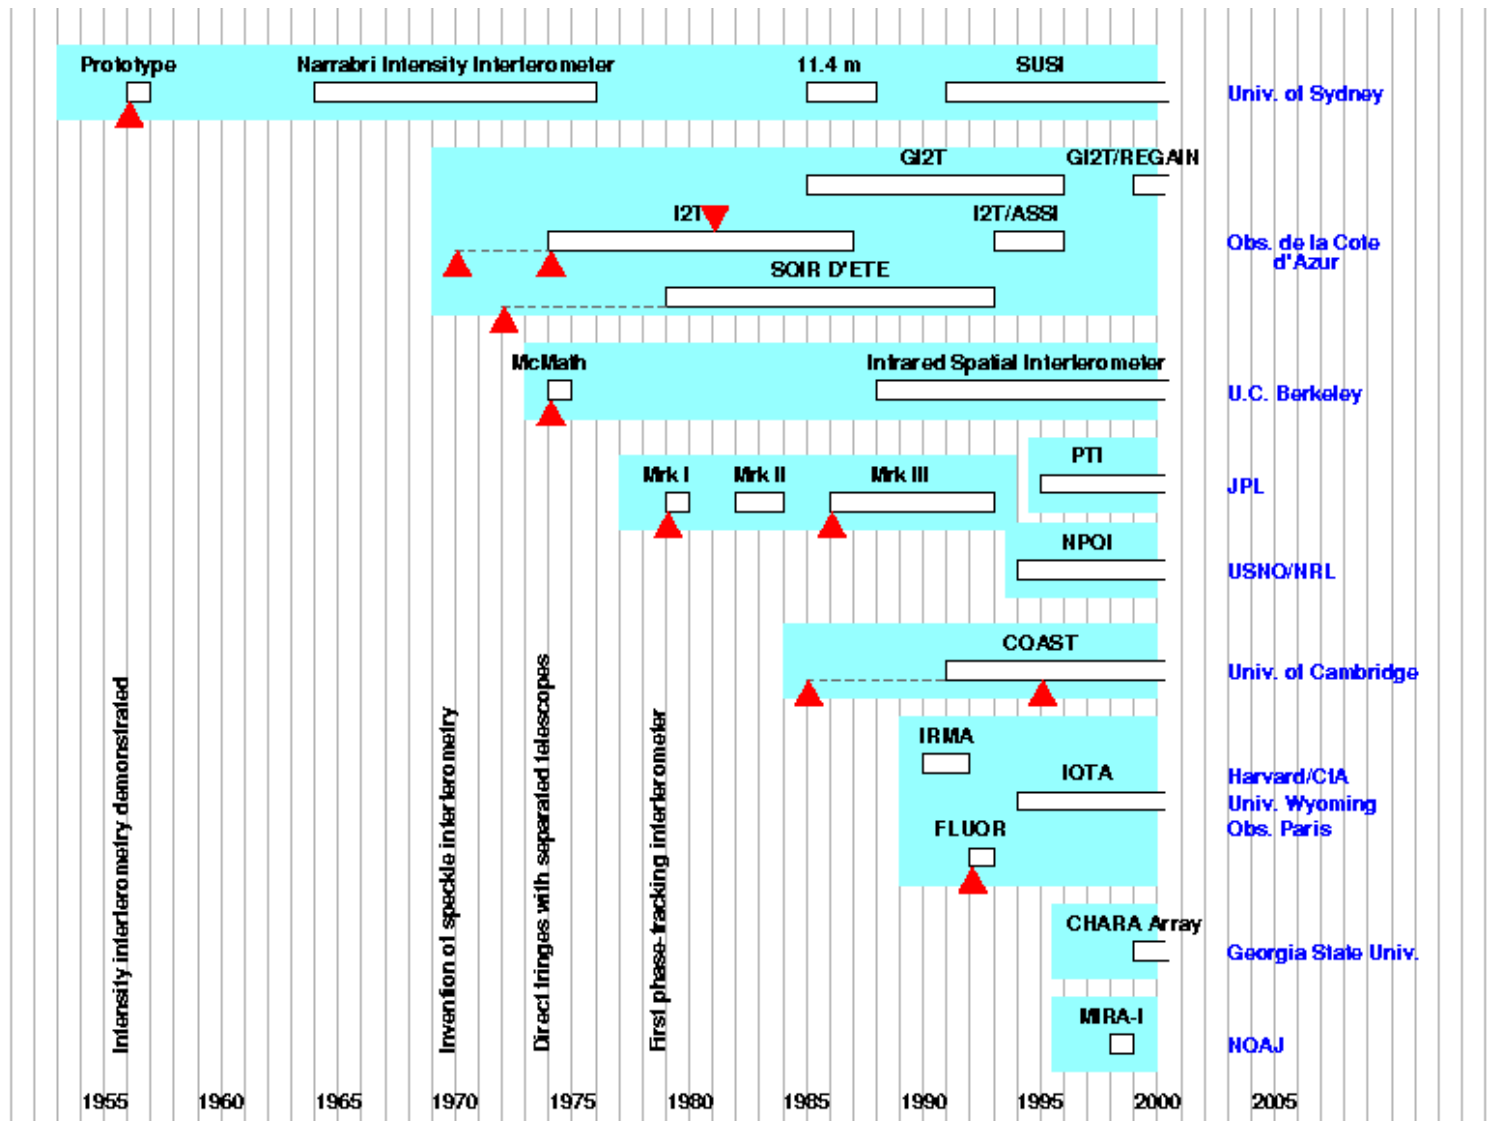 Prototype
Narrabri Intensity Interferometer
11.4 m
SUSI
Univ. of Sydney
GI2T
GI2T/REGAIN
I2T
I2T/ASSI
Obs. de la Cote
d'Azur
SOIR D'ETE
McMath
Infrared Spatial Interferometer
U.C. Berkeley
Mrk I
Mrk II
Mrk III
PTI
JPL
NPOI
USNO/NRL
COAST
Univ. of Cambridge
IRMA
IOTA
Harvard/CfA
Univ. Wyoming
Obs. Paris
FLUOR
CHARA Array
Georgia State Univ.
MIRA-I
NOAJ
Intensity interferometry demonstrated
Invention of speckle interferometry
Direct fringes with separated telescopes
First phase-tracking interferometer
1955 1960 1965 1970 1975 1980 1985 1990 1995 2000 2005